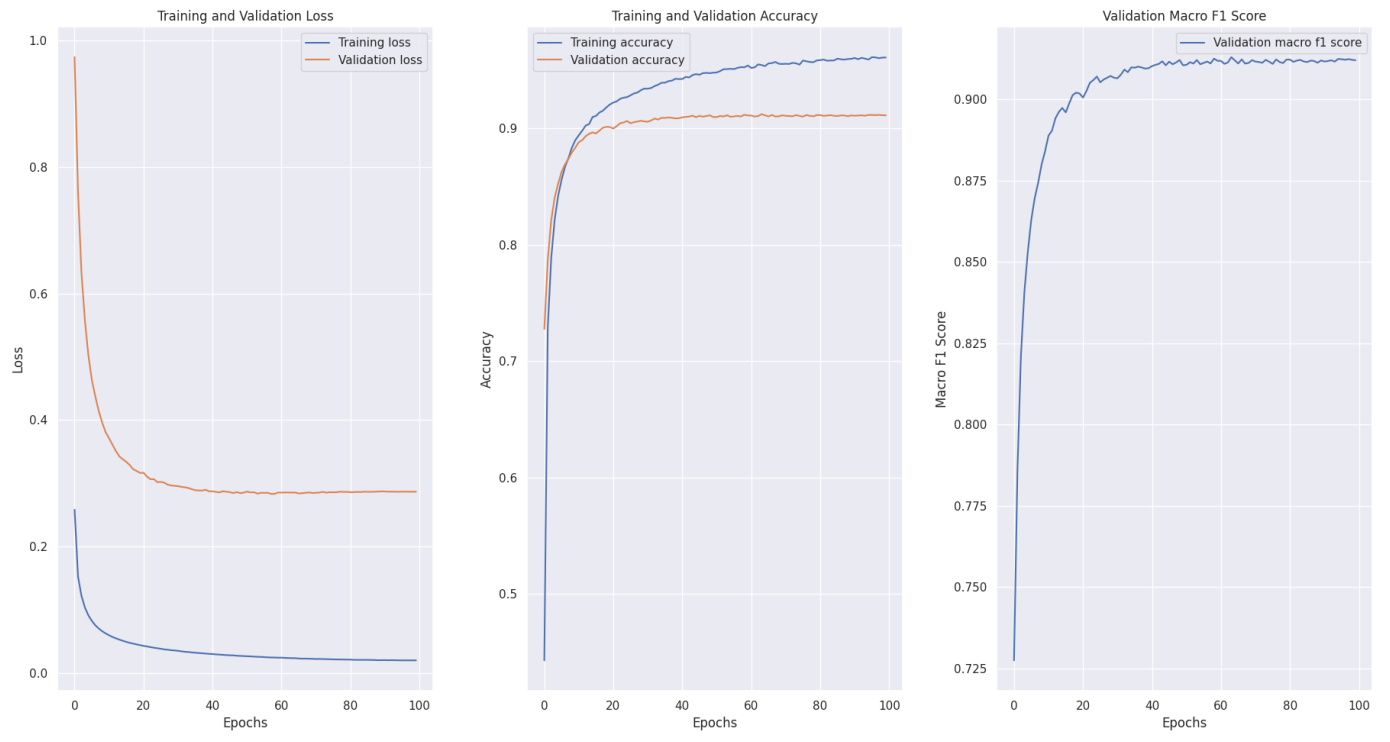 Training and Validation Loss
Training loss
Validation loss
1.0
0.8
0.6
0.4
0.2
0.0
Loss
0 20 40 60 80 100
Epochs
Training and Validation Accuracy
Training accuracy
Validation accuracy
0.9
0.8
0.7
0.6
0.5
Accuracy
0 20 40 60 80 100
Epochs
Validation Macro F1 Score
Validation macro f1 score
0.900
0.875
0.850
0.825
0.800
0.775
0.750
0.725
Macro F1 Score
0 20 40 60 80 100
Epochs